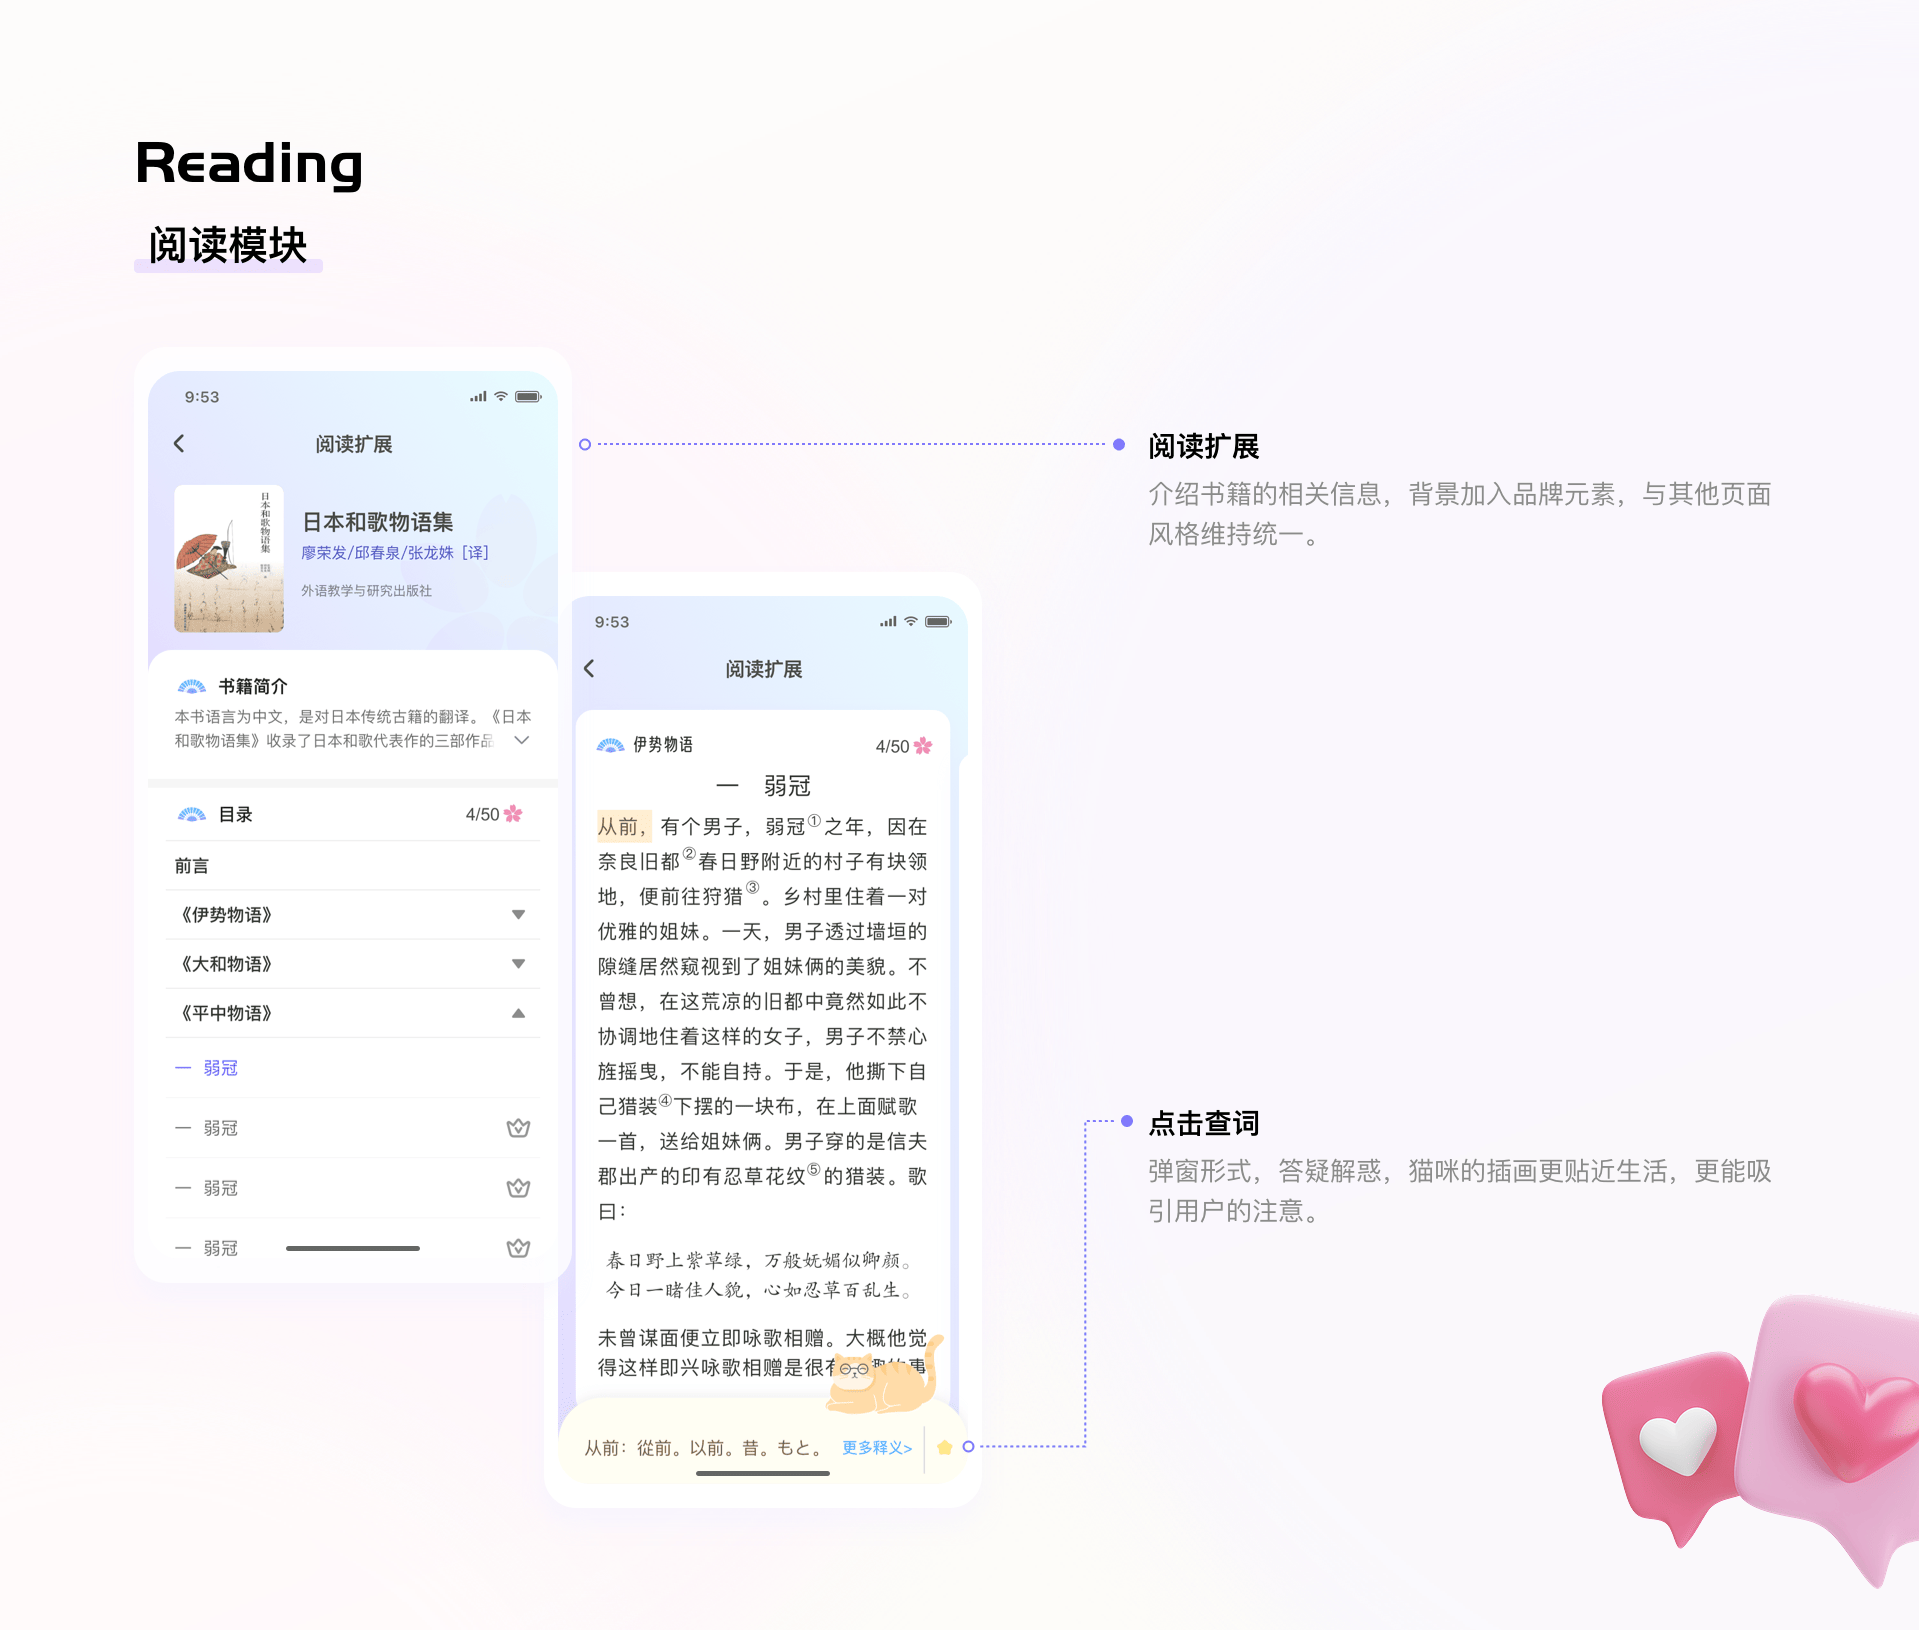 Reading
阅读模块
9:53
阅读扩展
日本和歌物语集
日本和歌物语集
廖荣发/邱春泉/张龙姝 [译]
外语教学与研究出版社
书籍简介
本书语言为中文，是对日本传统古籍的翻译。《日本
和歌物语集》收录了日本和歌代表作的三部作品
目录
4/50
前言
《伊势物语》
《大和物语》
《平中物语》
一 弱冠
一 弱冠
一 弱冠
一 弱冠
9:53
阅读扩展
伊势物语
4/50
一 弱冠
从前，有个男子，弱冠①之年，因在
奈良旧都②春日野附近的村子有块领
地，便前往狩猎③。乡村里住着一对
优雅的姐妹。一天，男子透过墙垣的
隙缝居然窥视到了姐妹俩的美貌。不
曾想，在这荒凉的旧都中竟然如此不
协调地住着这样的女子，男子不禁心
旌摇曳，不能自持。于是，他撕下自
己猎装④下摆的一块布，在上面赋歌
一首，送给姐妹俩。男子穿的是信夫
郡出产的印有忍草花纹⑤的猎装。歌
曰：
春日野上紫草绿，万般妩媚似卿颜。
今日一睹佳人貌，心如忍草百乱生。
未曾谋面便立即咏歌相赠。大概他觉
得这样即兴咏歌相赠是很有趣的事
从前：從前。以前。昔。もと。
更多释义>
阅读扩展
介绍书籍的相关信息，背景加入品牌元素，与其他页面
风格维持统一。
点击查词
弹窗形式，答疑解惑，猫咪的插画更贴近生活，更能吸
引用户的注意。